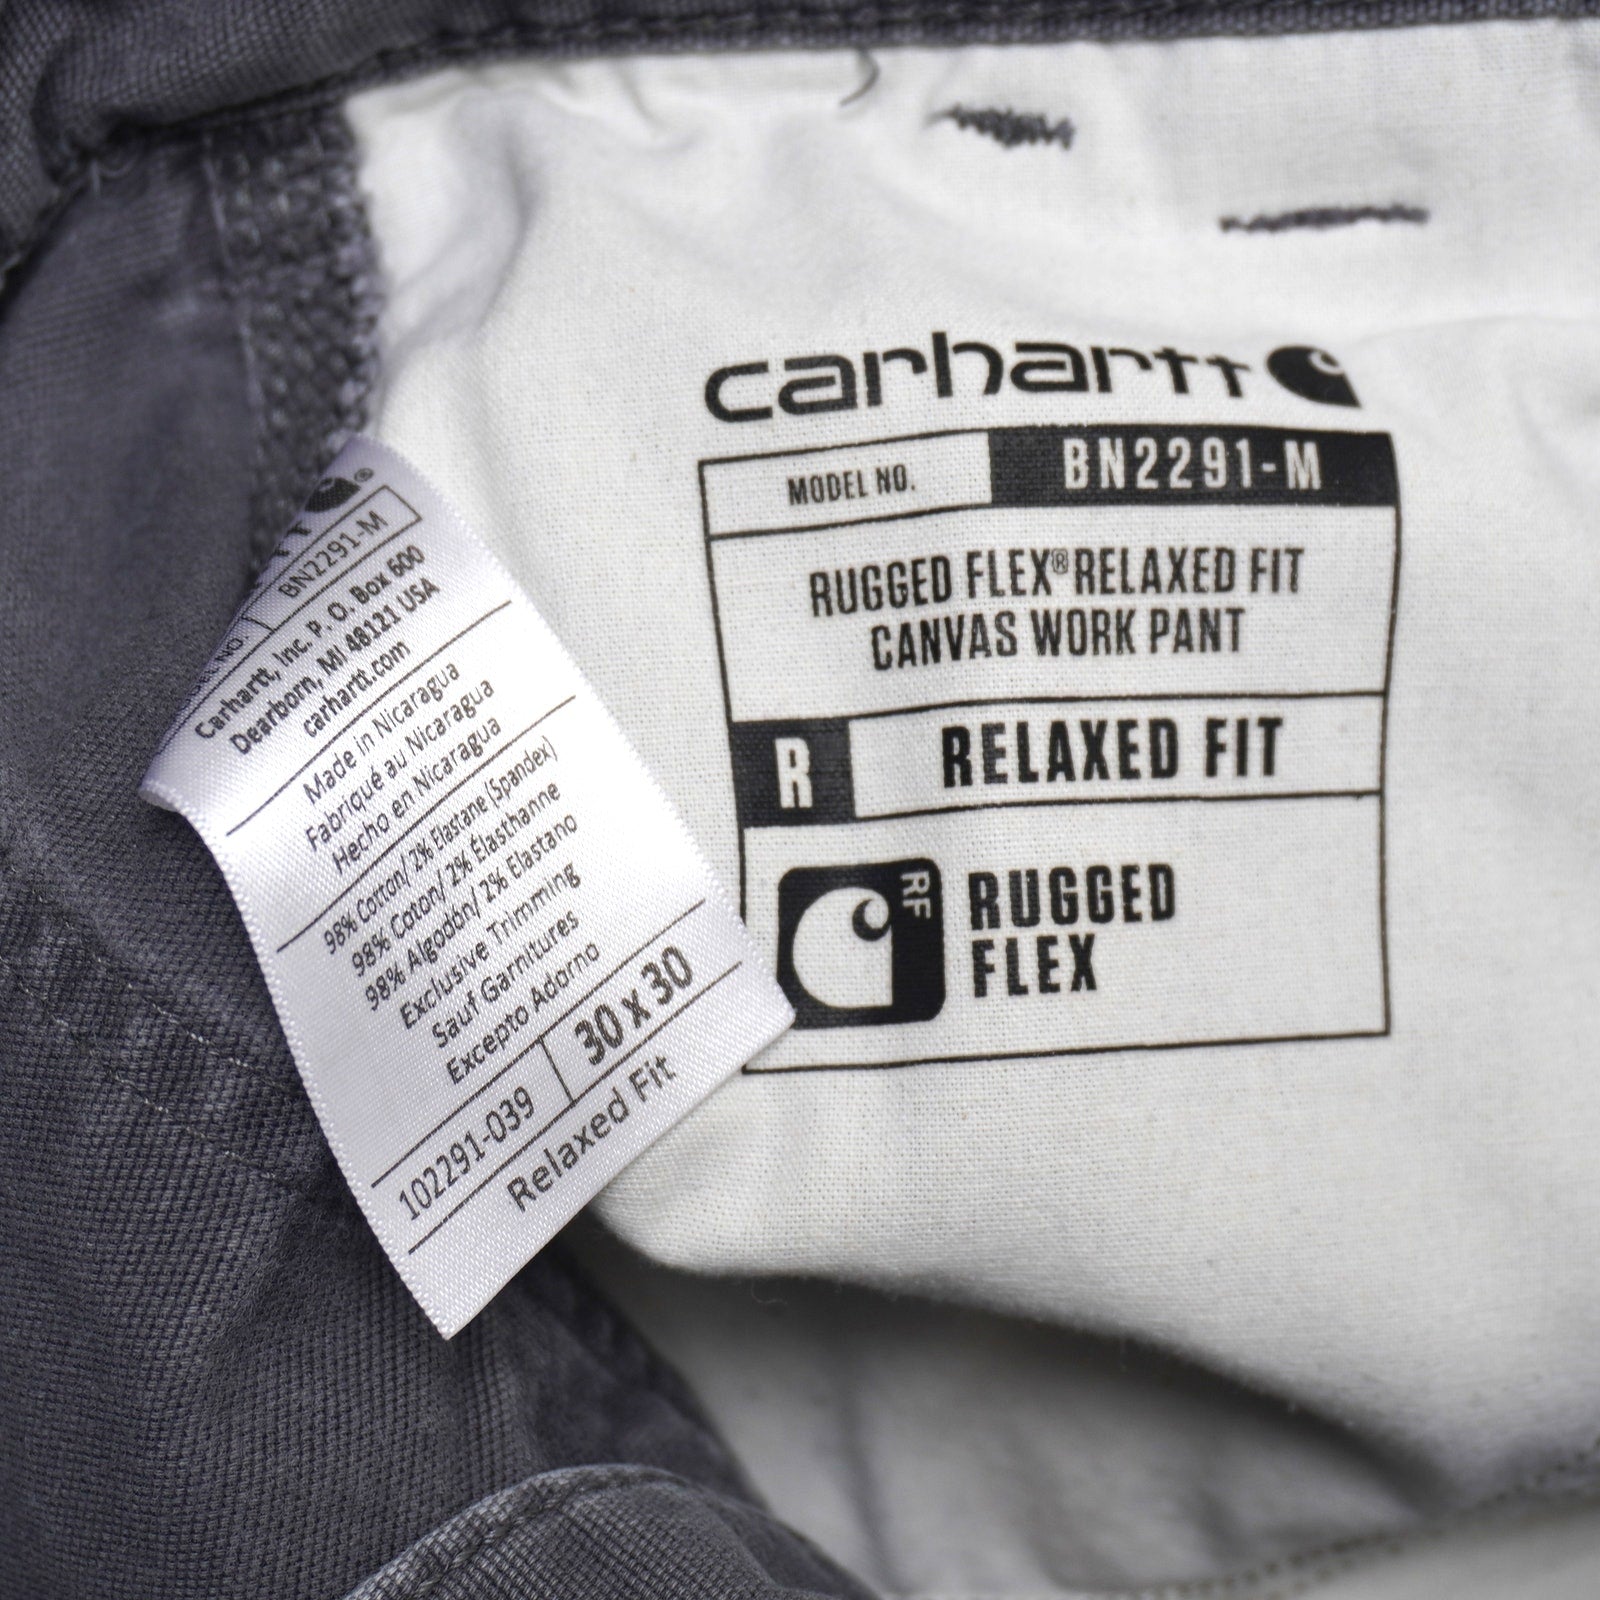 carhartt
MODEL NO. BN2291-M
RUGGED FLEX® RELAXED FIT
CANVAS WORK PANT
R RELAXED FIT
RF
RUGGED
FLEX
®
BN2291-M
Carhartt, Inc. P. O. Box 600
Dearborn, MI 48121 USA
carhartt.com
Made in Nicaragua
Fabriqué au Nicaragua
Hecho en Nicaragua
98% Cotton/ 2% Elastane (Spandex)
98% Coton/ 2% Élasthanne
98% Algodón/ 2% Elastano
Exclusive Trimming
Sauf Garnitures
Excepto Adorno
102291-039 30 x 30
Relaxed Fit